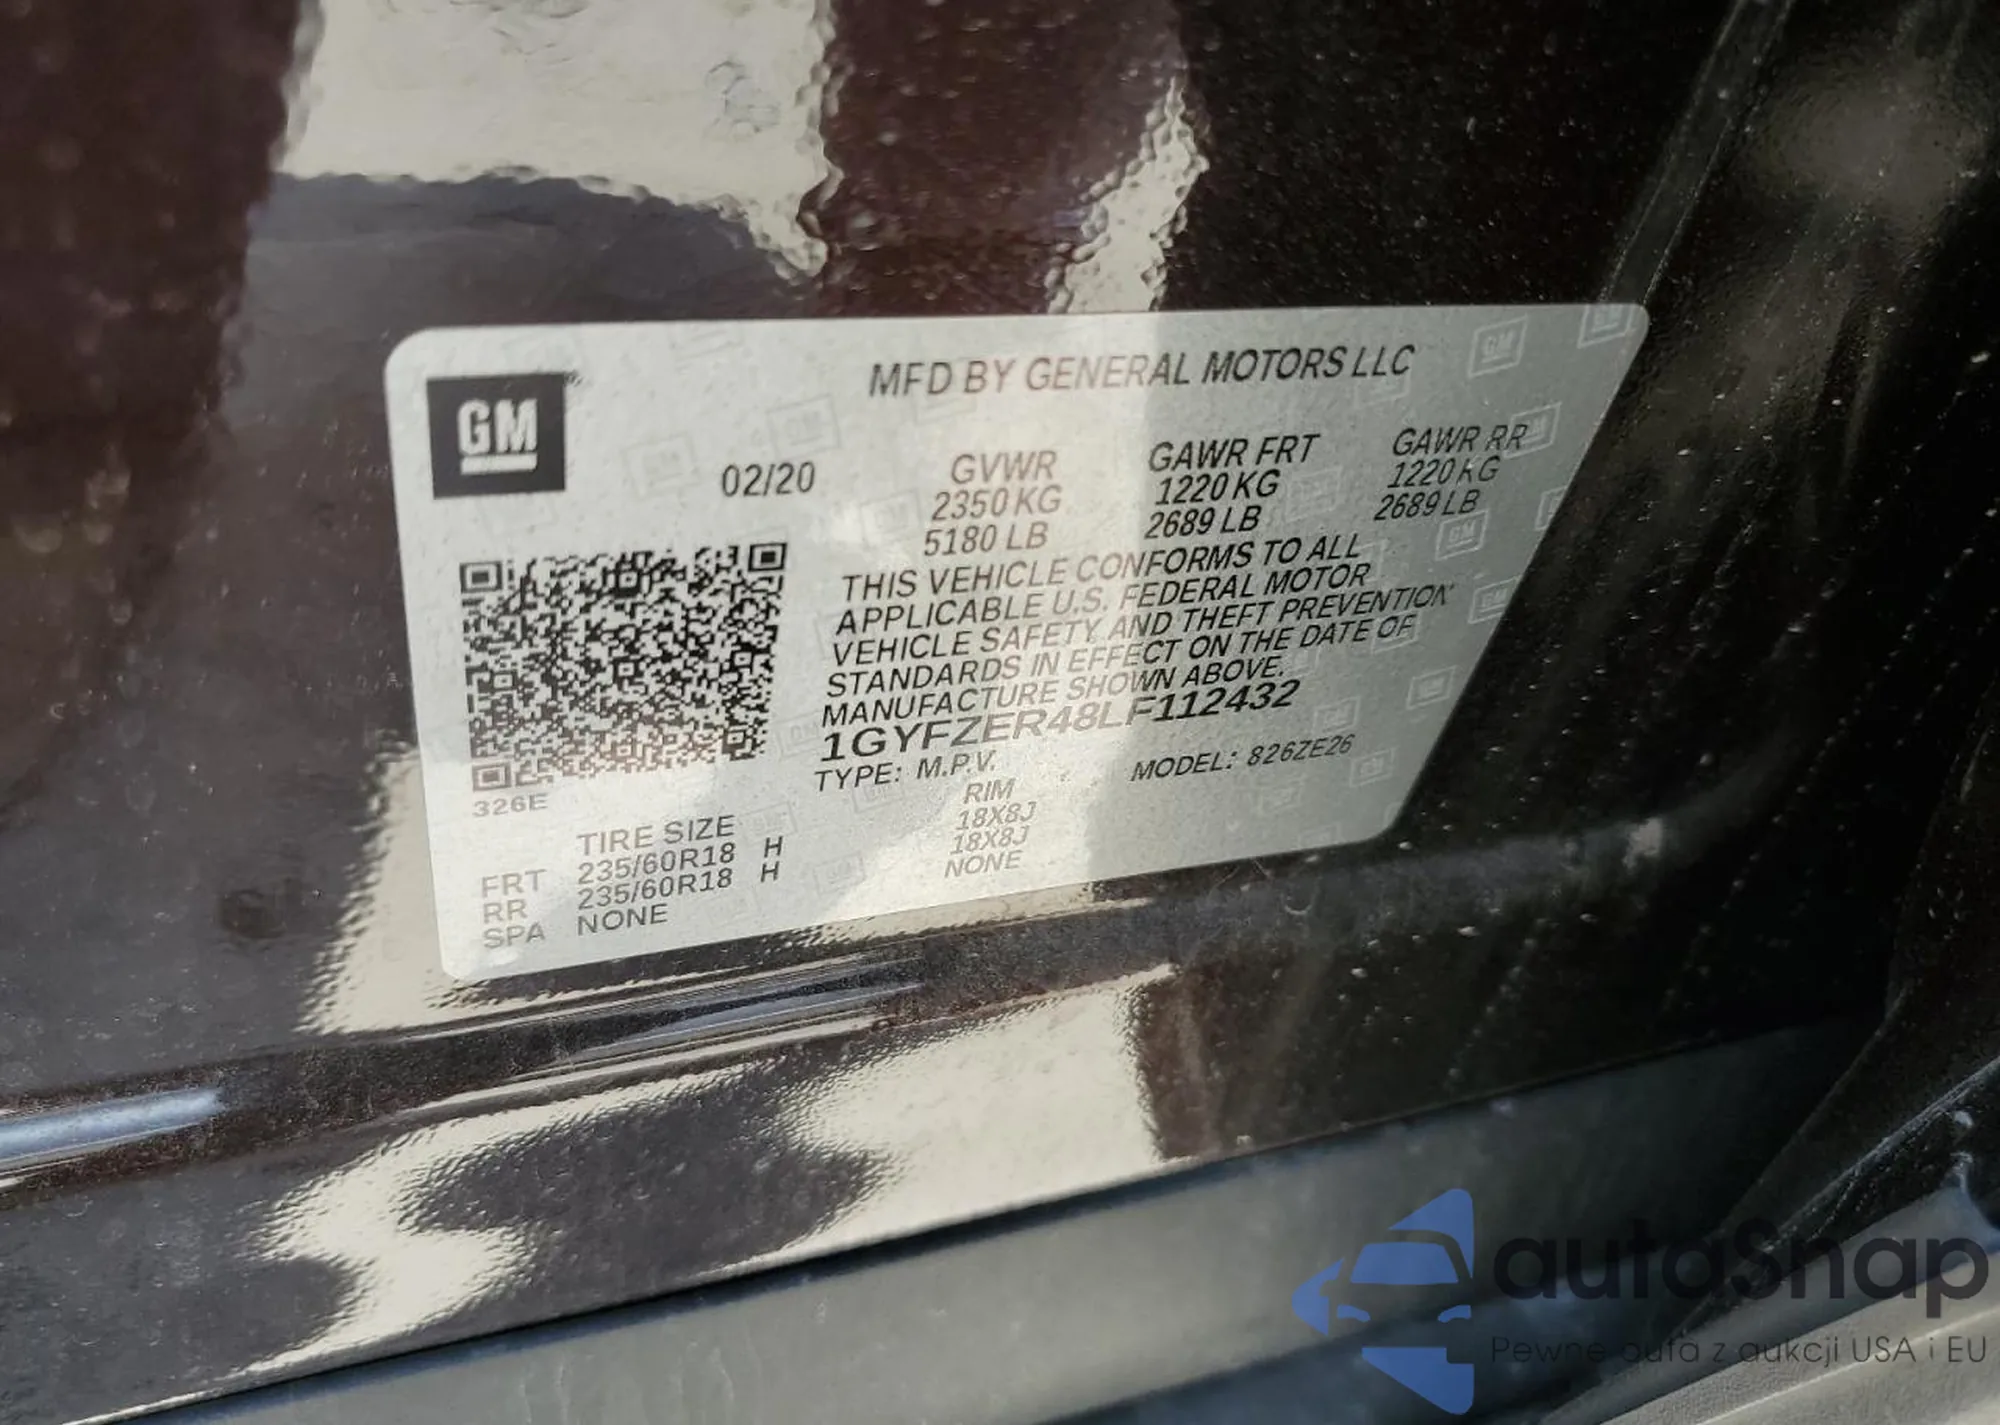 GM
MFD BY GENERAL MOTORS LLC
02/20
GVWR GAWR FRT GAWR RR
2350 KG 1220 KG 1220 KG
5180 LB 2689 LB 2689 LB
THIS VEHICLE CONFORMS TO ALL
APPLICABLE U.S. FEDERAL MOTOR
VEHICLE SAFETY AND THEFT PREVENTION
STANDARDS IN EFFECT ON THE DATE OF
MANUFACTURE SHOWN ABOVE.
1GYFZER48LF112432
TYPE: M.P.V. MODEL: 826ZE26
326E
TIRE SIZE RIM
FRT 235/60R18 H 18X8J
RR 235/60R18 H 18X8J
SPA NONE NONE
autoSnap
Pewne auta z aukcji USA i EU